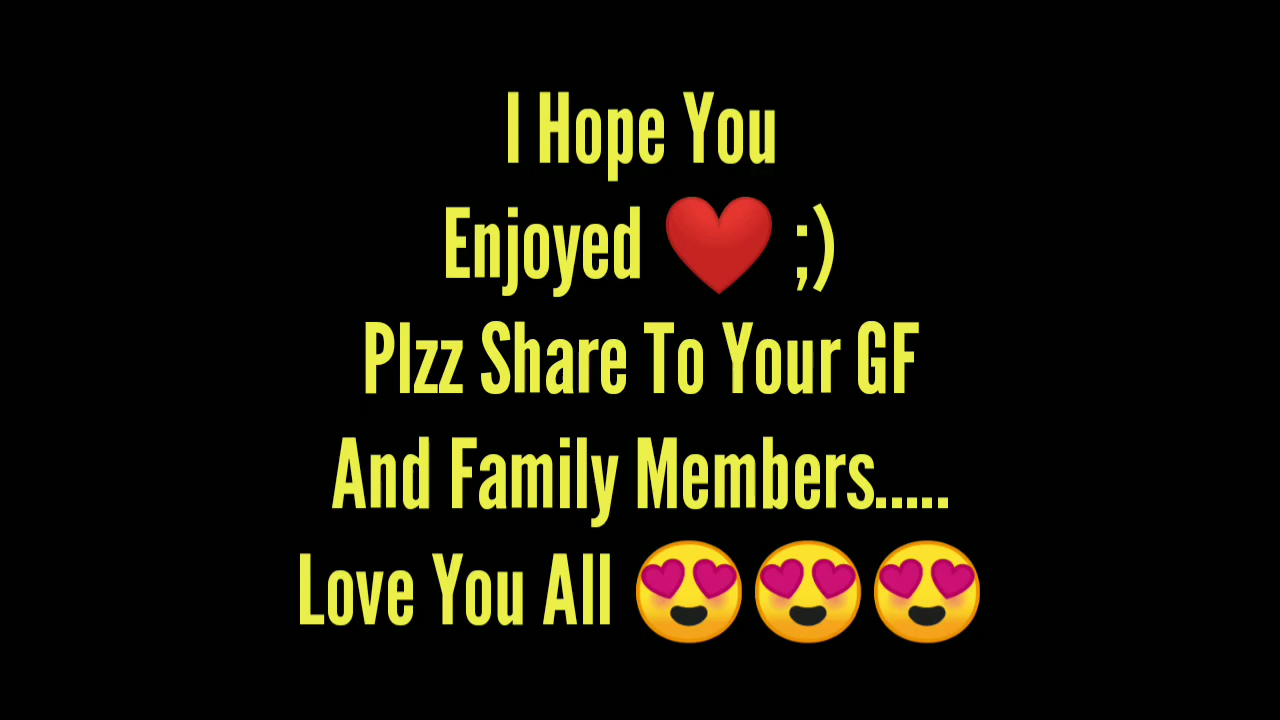 I Hope You
Enjoyed ❤️ ;)
Plzz Share To Your GF
And Family Members.....
Love You All 😍😍😍